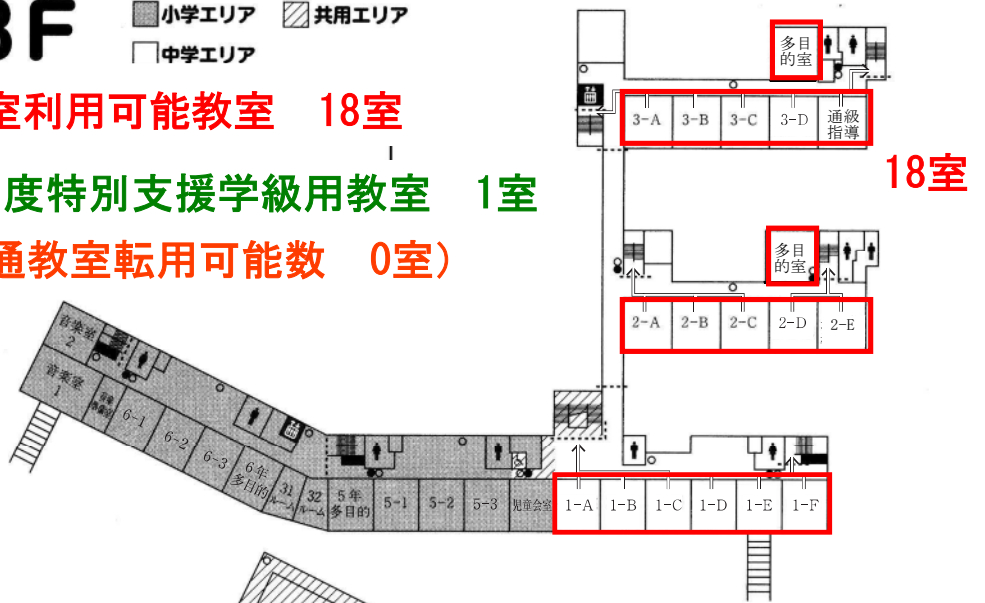 3F
小学エリア
共用エリア
中学エリア
室利用可能教室 18室
度特別支援学級用教室 1室
通教室転用可能数 0室）
多目
的室
3-A
3-B
3-C
3-D
通級
指導
18室
多目
的室
2-A
2-B
2-C
2-D
2-E
音楽室
2
音楽室
1
6-1
6-2
6-3
6年
多目的
31
ルーム
32
ルーム
5年
多目的
5-1
5-2
5-3
児童会室
1-A
1-B
1-C
1-D
1-E
1-F